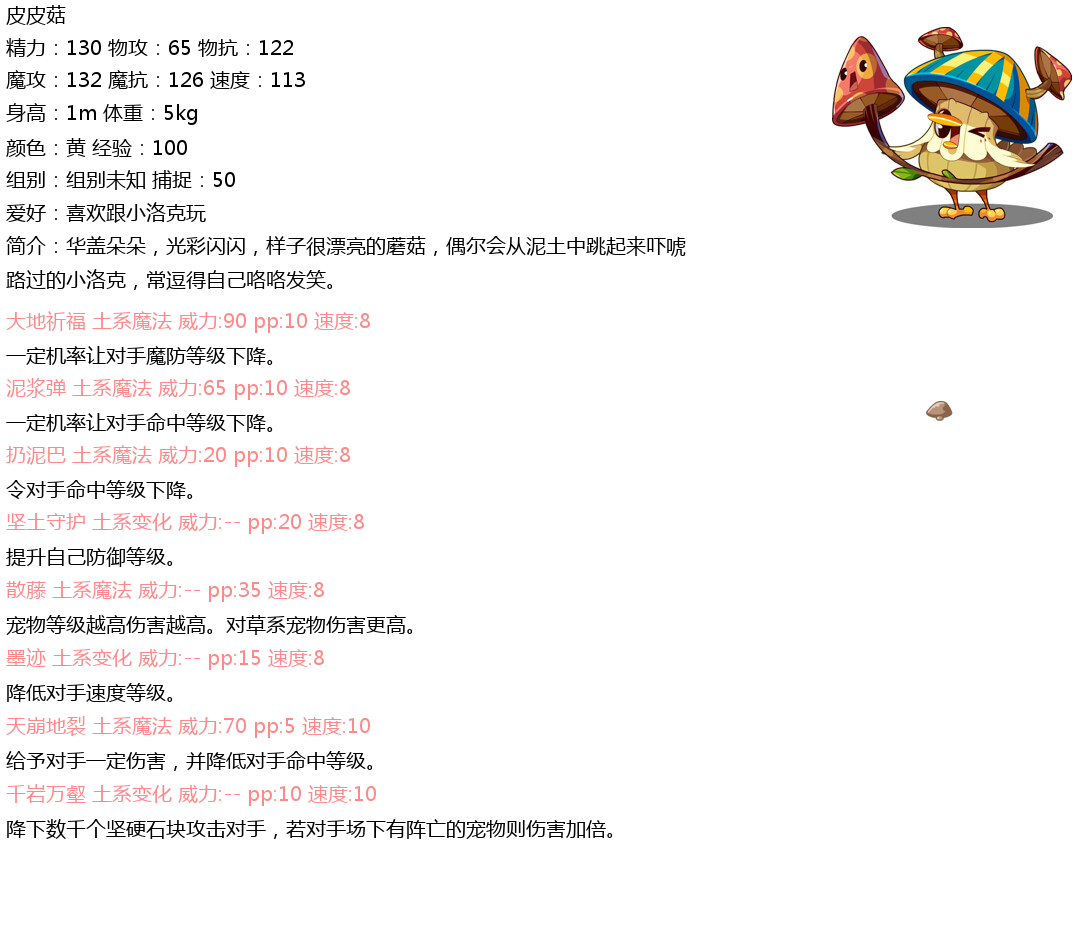 皮皮菇
精力：130 物攻：65 物抗：122
魔攻：132 魔抗：126 速度：113
身高：1m 体重：5kg
颜色：黄 经验：100
组别：组别未知 捕捉：50
爱好：喜欢跟小洛克玩
简介：华盖朵朵，光彩闪闪，样子很漂亮的蘑菇，偶尔会从泥土中跳起来吓唬
路过的小洛克，常逗得自己咯咯发笑。
大地祈福 土系魔法 威力:90 pp:10 速度:8
一定机率让对手魔防等级下降。
泥浆弹 土系魔法 威力:65 pp:10 速度:8
一定机率让对手命中等级下降。
扔泥巴 土系魔法 威力:20 pp:10 速度:8
令对手命中等级下降。
坚土守护 土系变化 威力:-- pp:20 速度:8
提升自己防御等级。
散藤 土系魔法 威力:-- pp:35 速度:8
宠物等级越高伤害越高。对草系宠物伤害更高。
墨迹 土系变化 威力:-- pp:15 速度:8
降低对手速度等级。
天崩地裂 土系魔法 威力:70 pp:5 速度:10
给予对手一定伤害，并降低对手命中等级。
千岩万壑 土系变化 威力:-- pp:10 速度:10
降下数千个坚硬石块攻击对手，若对手场下有阵亡的宠物则伤害加倍。